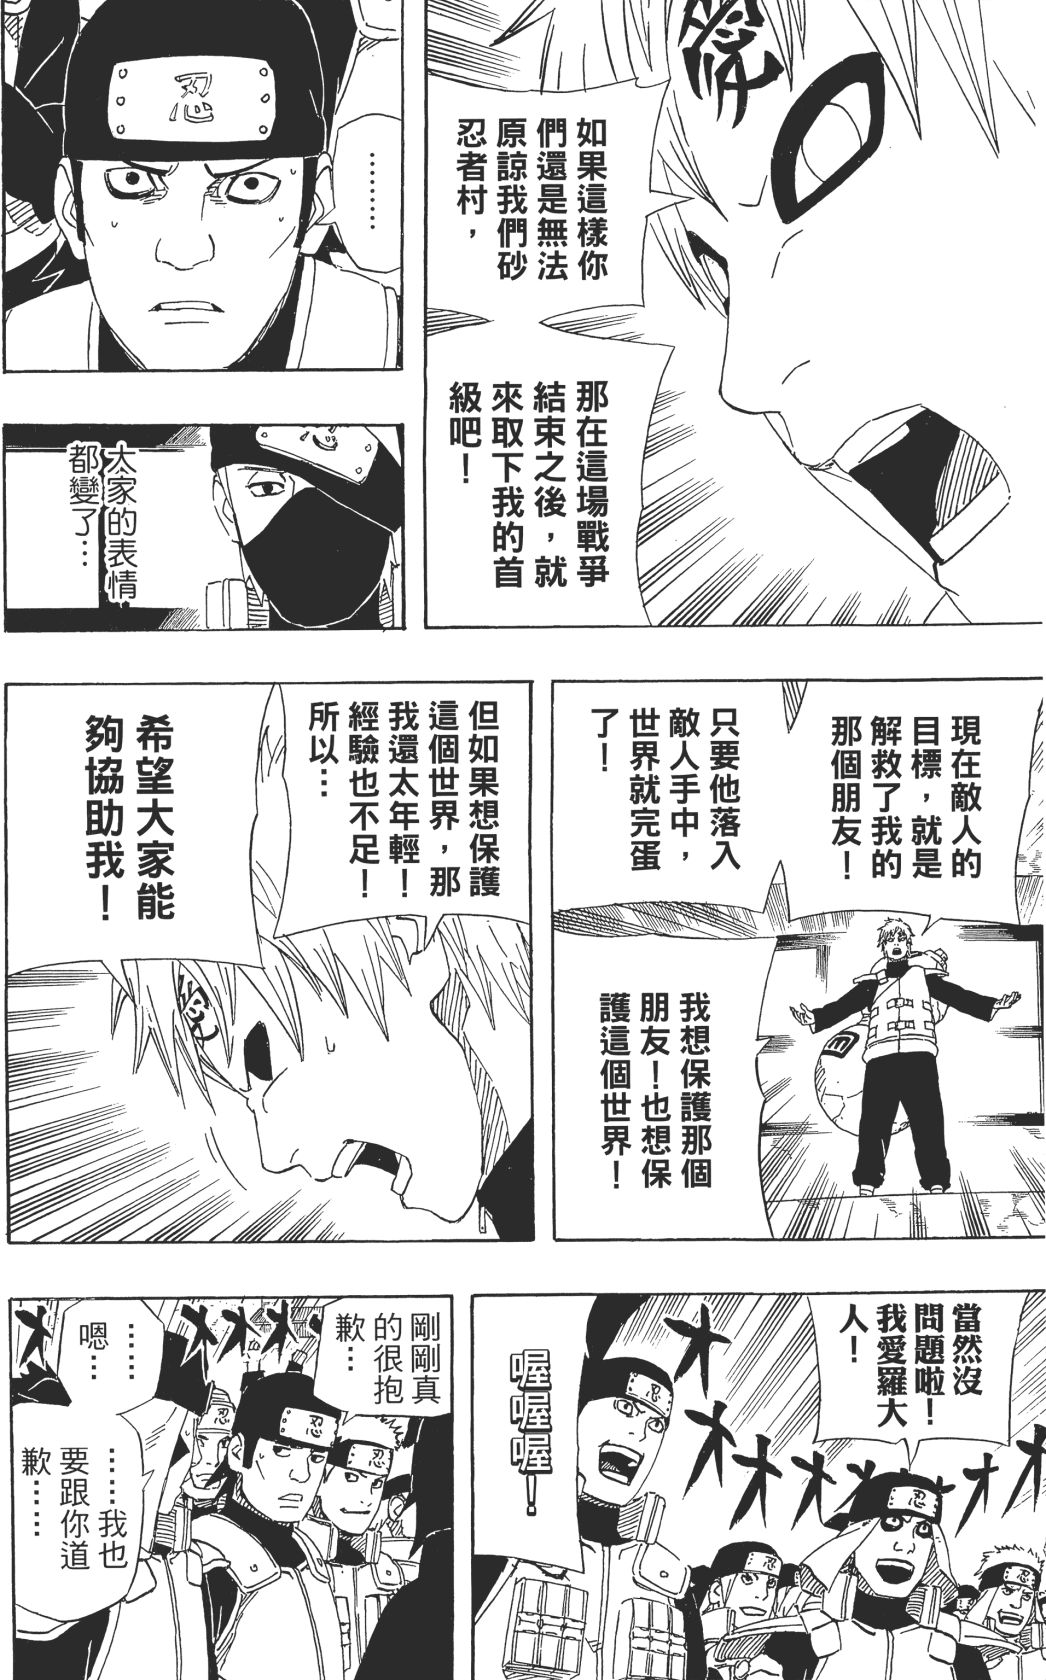 如果這樣你
們還是無法
原諒我們砂
忍者村，
那在這場戰爭
結束之後，就
來取下我的首
級吧！
忍
………
大家的表情
都變了…
現在敵人的
目標，就是
解救了我的
那個朋友！
只要他落入
敵人手中，
世界就完蛋
了！
我想保護那個
朋友！也想保
護這個世界！
但如果想保護
這個世界，那
我還太年輕！
經驗也不足！
所以…
希望大家能
夠協助我！
當然沒
問題啦！
我愛羅大
人！
喔喔喔！
オオオオオオオ
忍
忍
忍
忍
剛剛真
的很抱
歉…
オオオオ
忍
忍
忍
……
嗯…
……我也
要跟你道
歉……